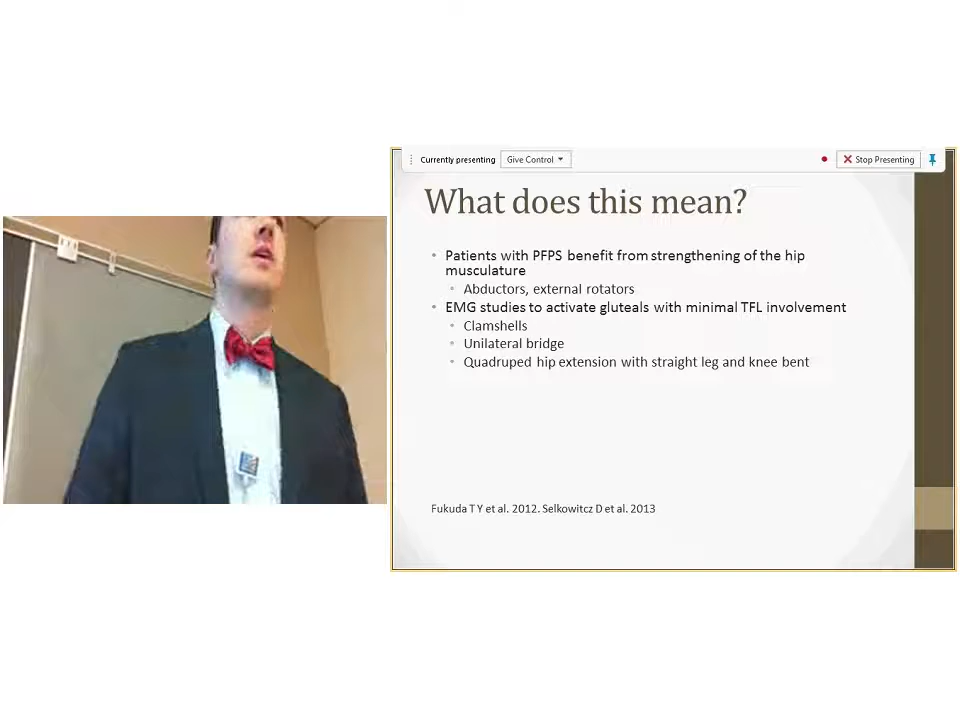 Currently presenting Give Control Stop Presenting
What does this mean?
Patients with PFPS benefit from strengthening of the hip
musculature
Abductors, external rotators
EMG studies to activate gluteals with minimal TFL involvement
Clamshells
Unilateral bridge
Quadruped hip extension with straight leg and knee bent
Fukuda T Y et al. 2012. Selkowitcz D et al. 2013